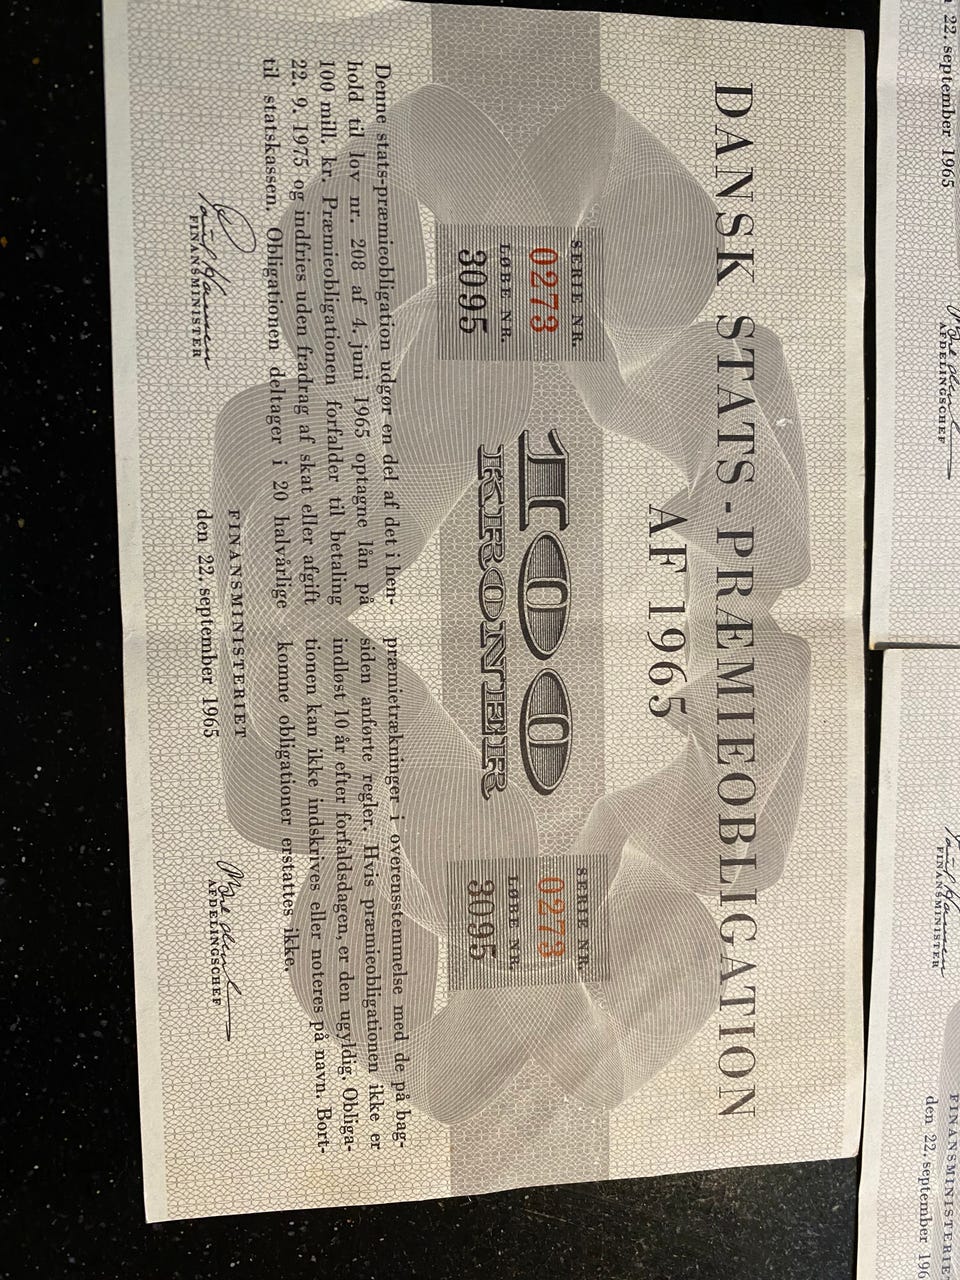 DANSK STATS-PRÆMIEOBLIGATION
AF 1965
SERIE NR.
0273
LØBE NR.
3095
100
KRONER
SERIE NR.
0273
LØBE NR.
3095
Denne stats-præmieobligation udgør en del af det i hen-
hold til lov nr. 208 af 4. juni 1965 optagne lån på
100 mill. kr. Præmieobligationen forfalder til betaling
22. 9. 1975 og indfries uden fradrag af skat eller afgift
til statskassen. Obligationen deltager i 20 halvårlige
præmietrækninger i overensstemmelse med de på bag-
siden anførte regler. Hvis præmieobligationen ikke er
indløst 10 år efter forfaldsdagen, er den ugyldig. Obliga-
tionen kan ikke indskrives eller noteres på navn. Bort-
komne obligationer erstattes ikke.
FINANSMINISTERIET
den 22. september 1965
Poul Hansen
FINANSMINISTER
AFDELINGSCHEF
22. september 1965
AFDELINGSCHEF
Poul Hansen
FINANSMINISTER
FINANSMINISTERIE
den 22. september 196